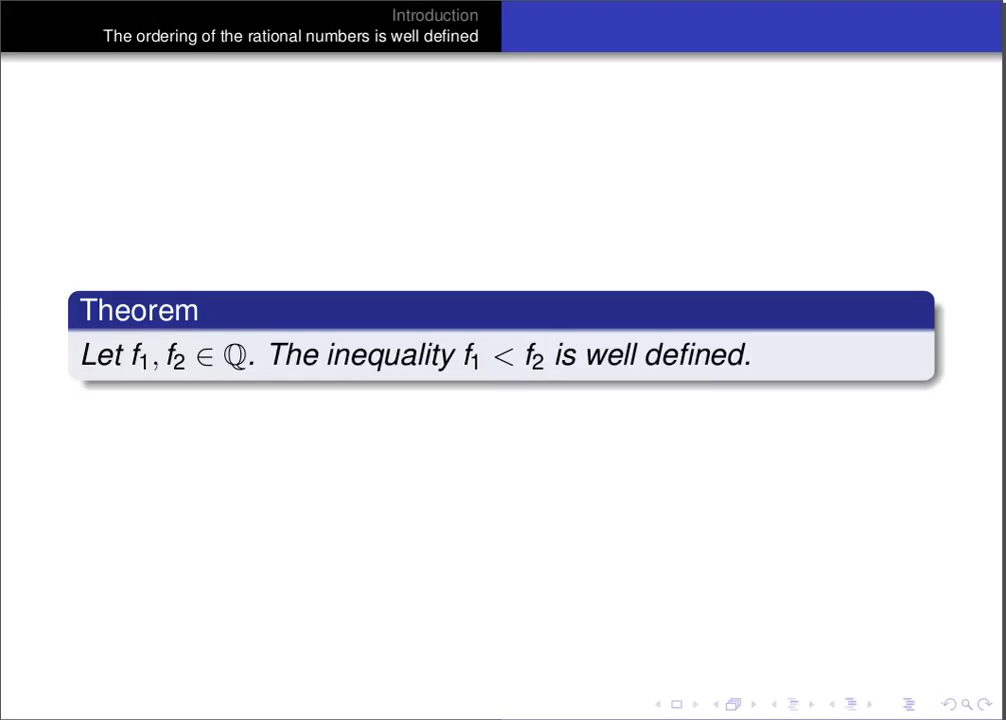 Introduction
The ordering of the rational numbers is well defined
Theorem
Let f₁, f₂ ∈ ℚ. The inequality f₁ < f₂ is well defined.